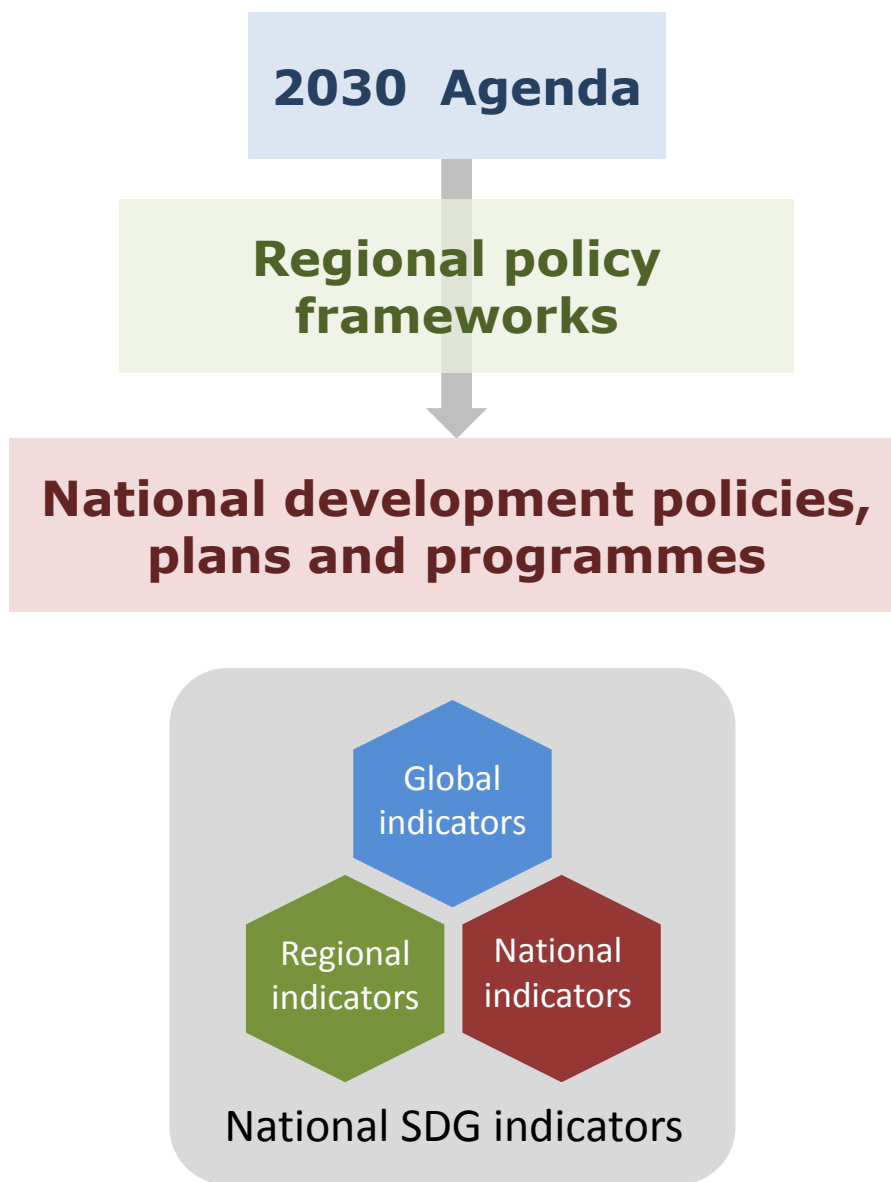 2030 Agenda
Regional policy
frameworks
National development policies,
plans and programmes
Global
indicators
Regional
indicators
National
indicators
National SDG indicators